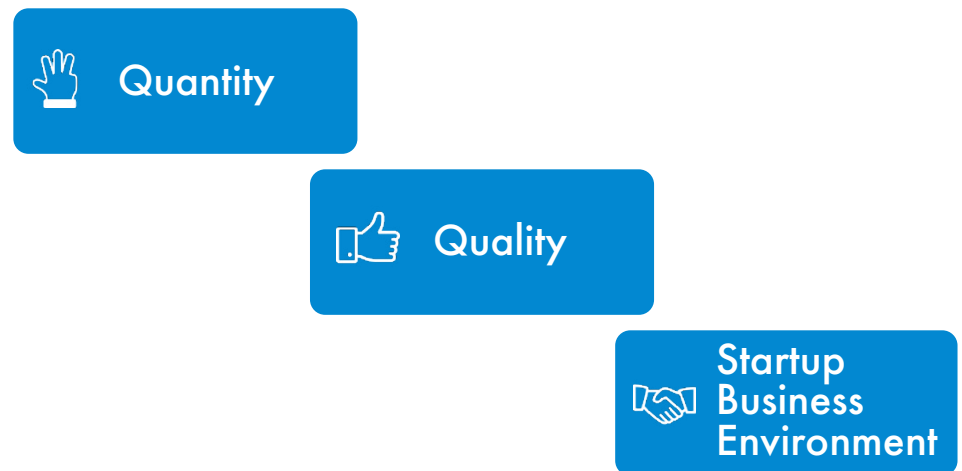 Quantity
Quality
Startup
Business
Environment